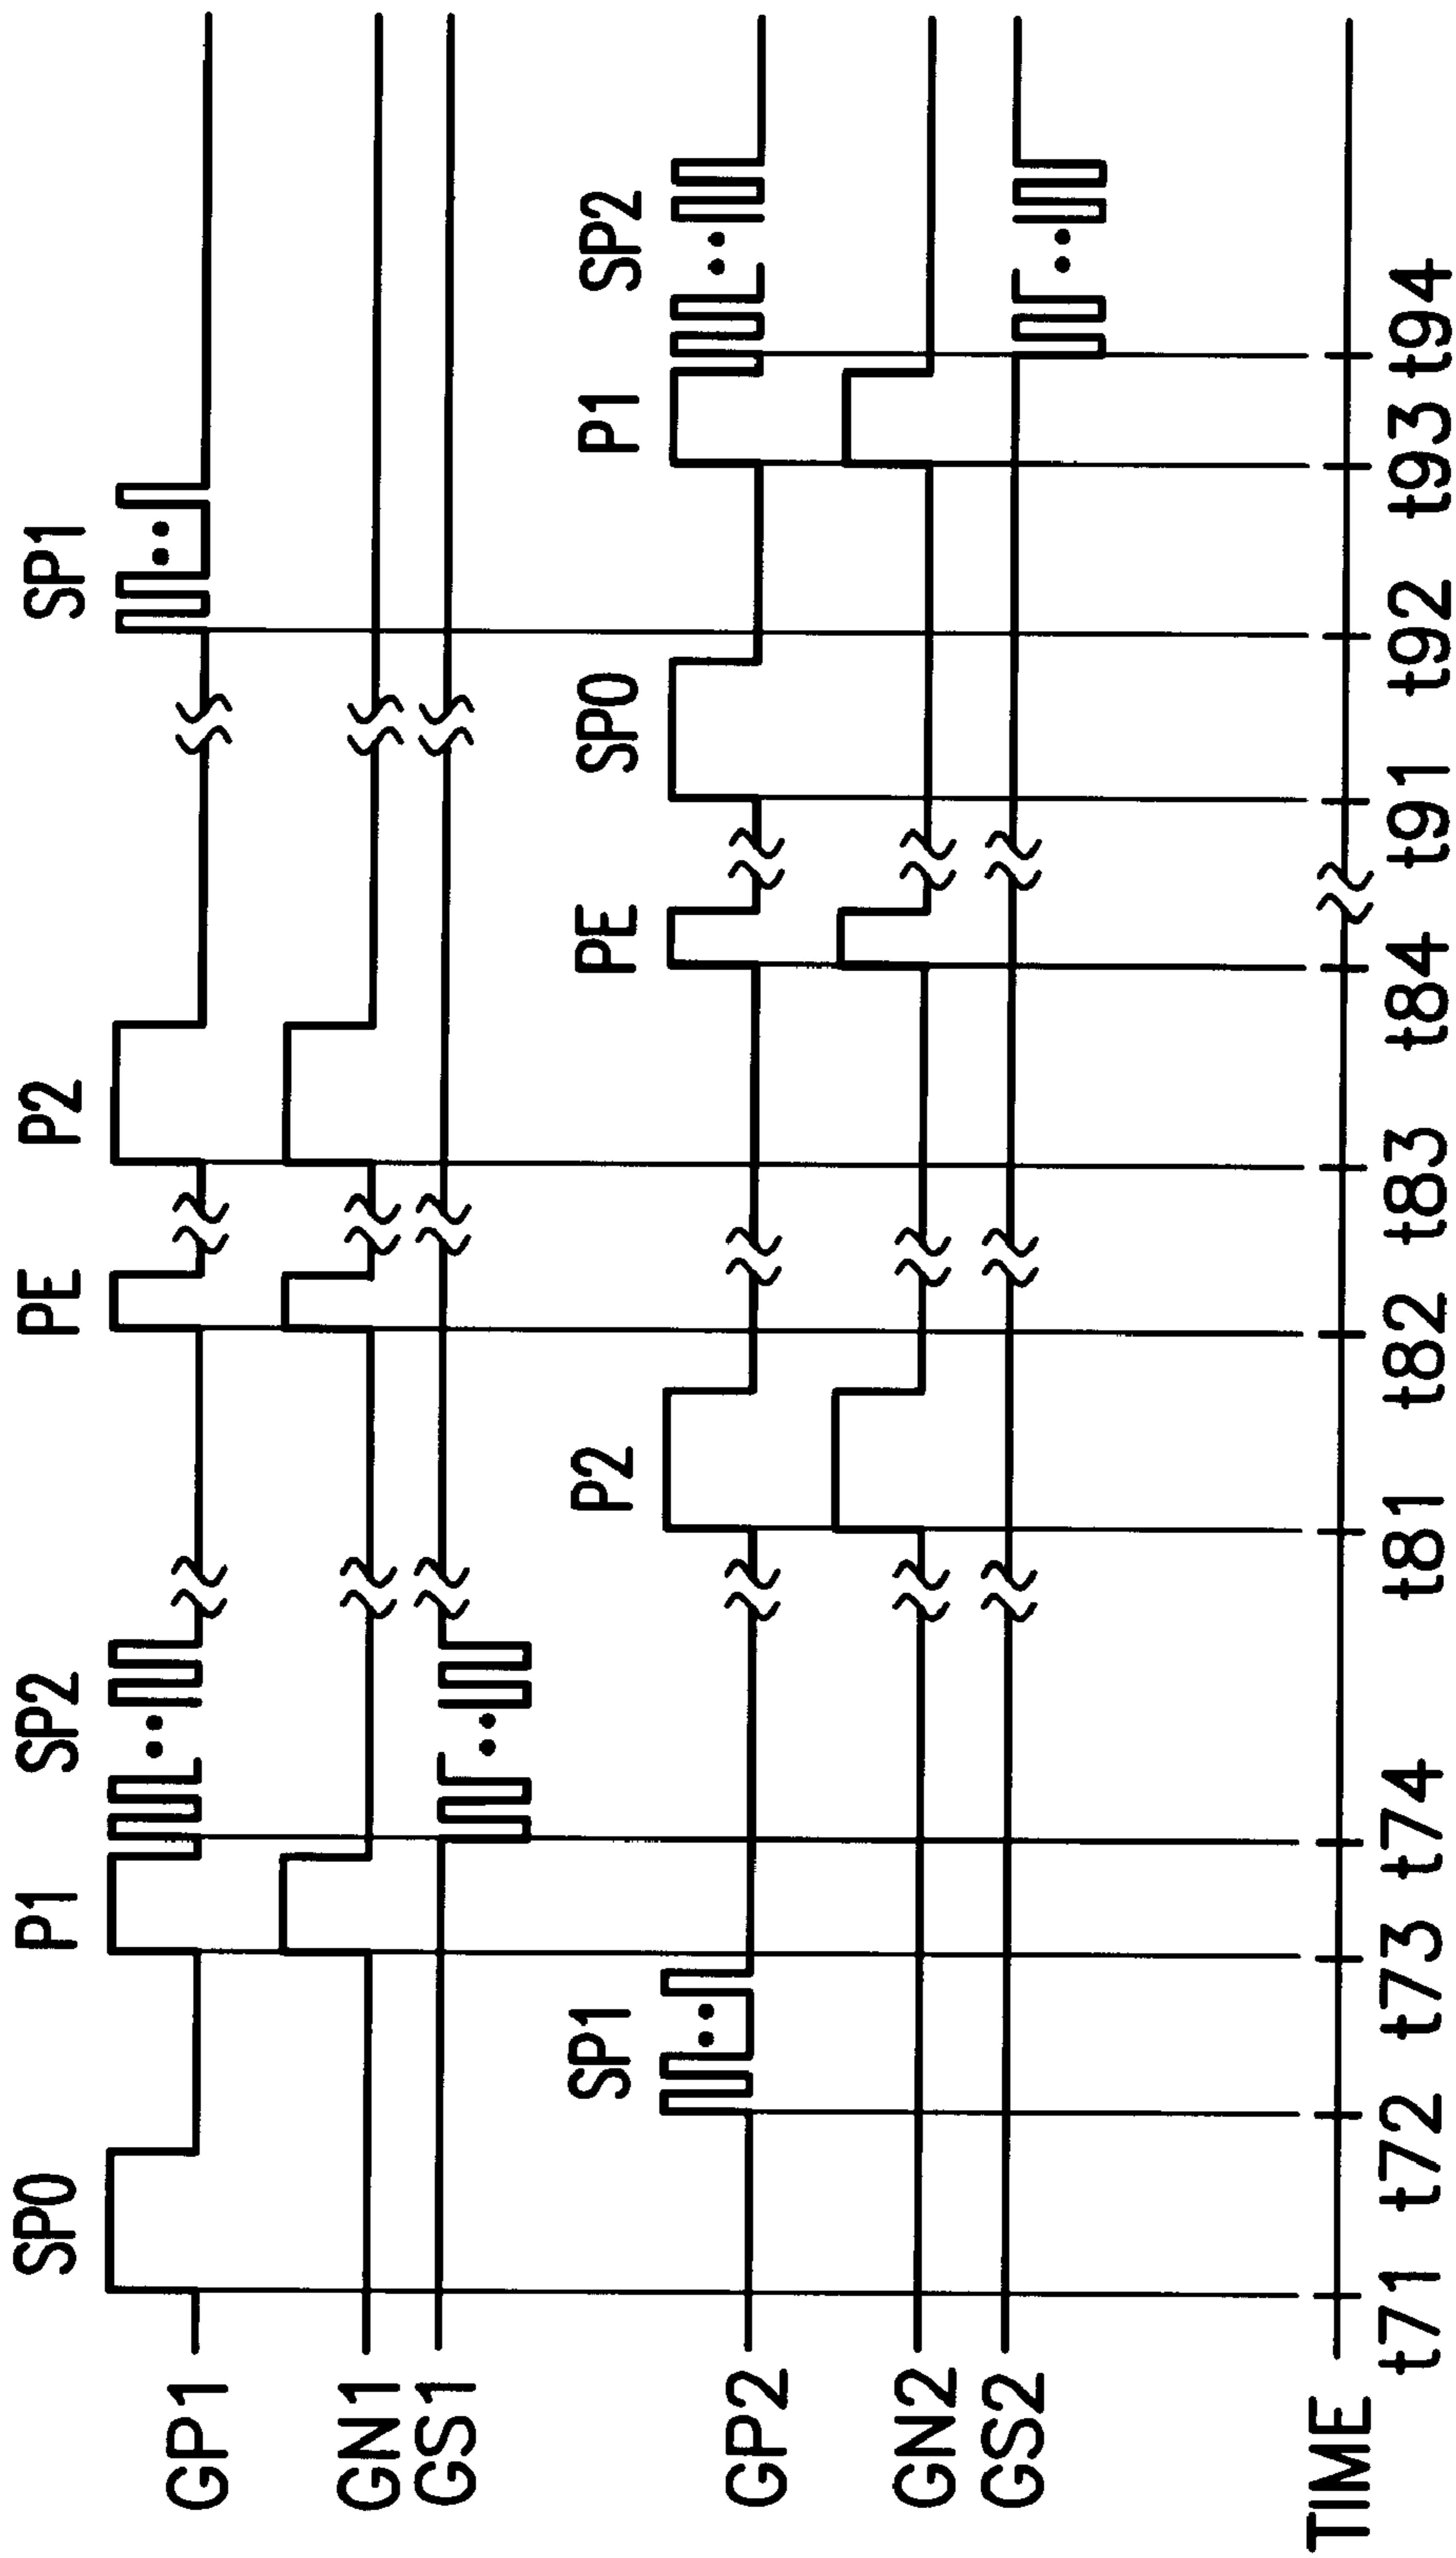 SP0 P1 SP2 PE P2 SP1
GP1
GN1
GS1
SP1 P2 PE SP0 P1 SP2
GP2
GN2
GS2
TIME
t71 t72 t73 t74 t81 t82 t83 t84 t91 t92 t93 t94